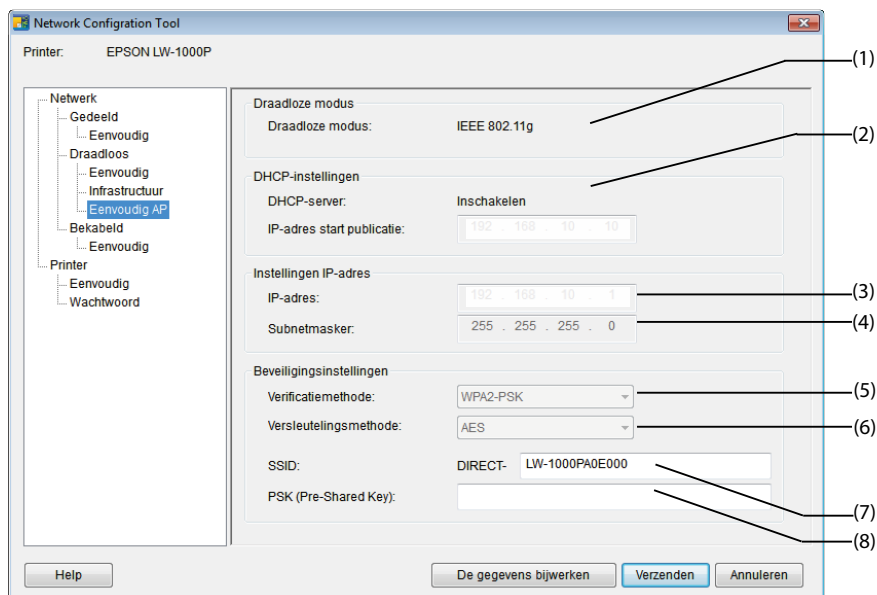 Network Configration Tool
Printer: EPSON LW-1000P
Netwerk
Gedeeld
Eenvoudig
Draadloos
Eenvoudig
Infrastructuur
Eenvoudig AP
Bekabeld
Eenvoudig
Printer
Eenvoudig
Wachtwoord
Draadloze modus
Draadloze modus: IEEE 802.11g
(1)
(2)
DHCP-instellingen
DHCP-server: Inschakelen
IP-adres start publicatie: 192 . 168 . 10 . 10
Instellingen IP-adres
IP-adres: 192 . 168 . 10 . 1
(3)
Subnetmasker: 255 . 255 . 255 . 0
(4)
Beveiligingsinstellingen
Verificatiemethode: WPA2-PSK
(5)
Versleutelingsmethode: AES
(6)
SSID: DIRECT- LW-1000PA0E000
PSK (Pre-Shared Key):
(7)
(8)
Help
De gegevens bijwerken
Verzenden
Annuleren